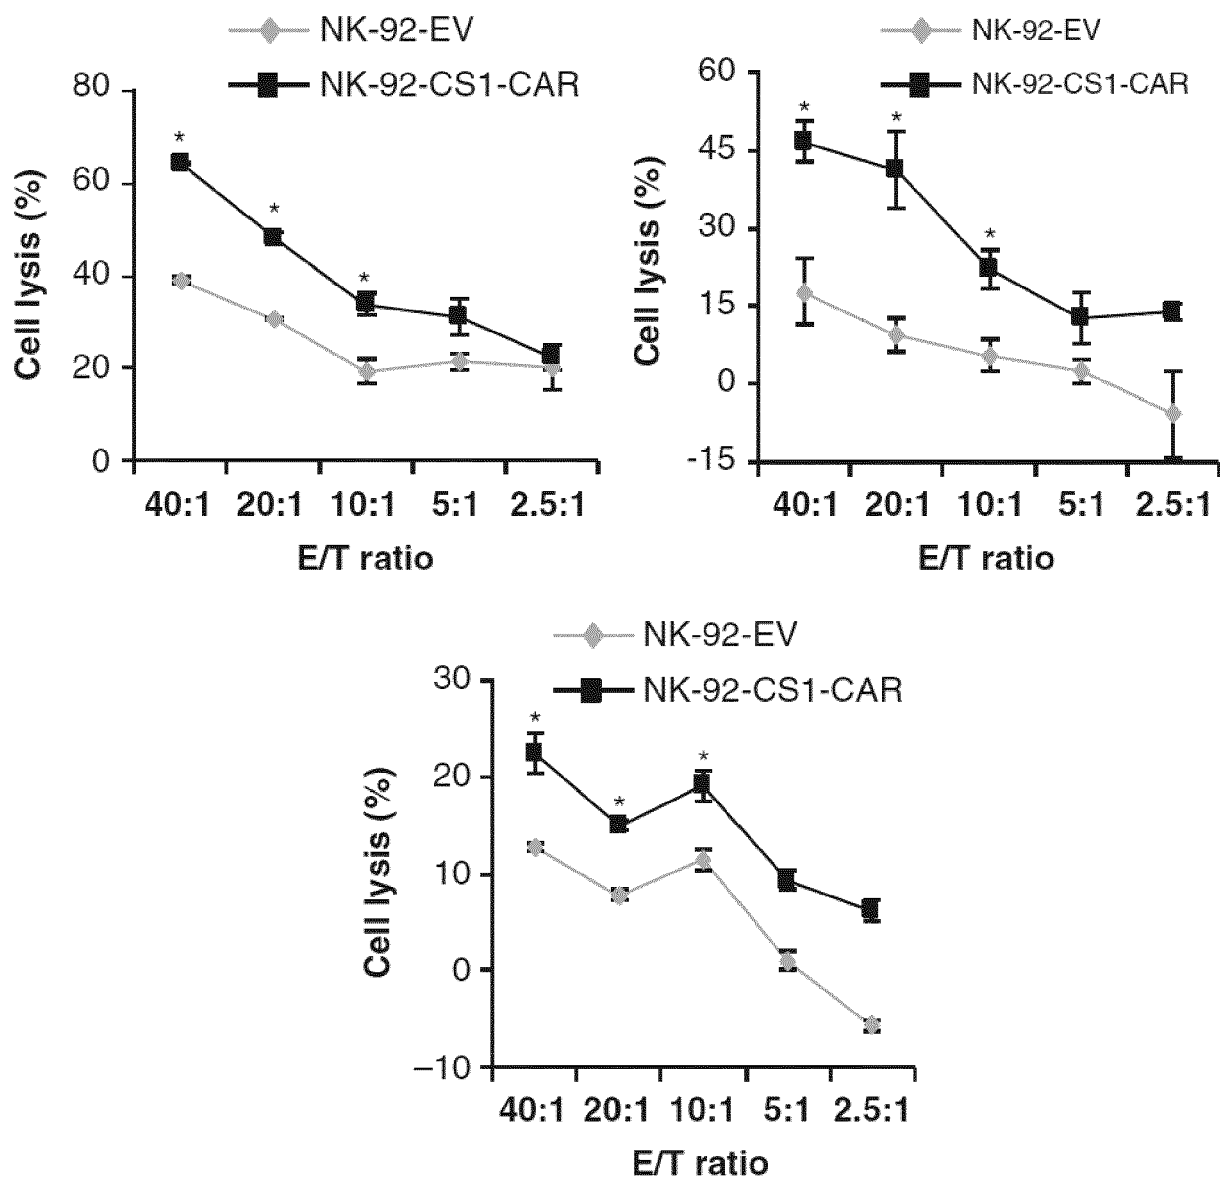 NK-92-EV
NK-92-CS1-CAR
80
60
40
20
0
Cell lysis (%)
*
*
*
40:1 20:1 10:1 5:1 2.5:1
E/T ratio
NK-92-EV
NK-92-CS1-CAR
60
45
30
15
0
-15
Cell lysis (%)
*
*
*
40:1 20:1 10:1 5:1 2.5:1
E/T ratio
NK-92-EV
NK-92-CS1-CAR
30
20
10
0
–10
Cell lysis (%)
*
*
*
40:1 20:1 10:1 5:1 2.5:1
E/T ratio